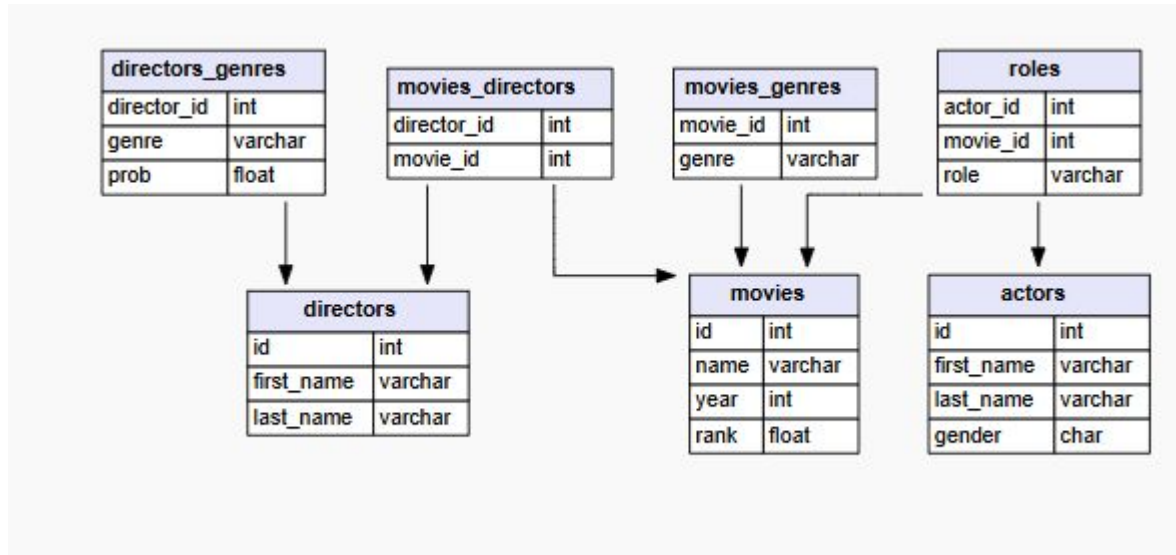 directors_genres
director_id int
genre varchar
prob float
movies_directors
director_id int
movie_id int
movies_genres
movie_id int
genre varchar
roles
actor_id int
movie_id int
role varchar
directors
id int
first_name varchar
last_name varchar
movies
id int
name varchar
year int
rank float
actors
id int
first_name varchar
last_name varchar
gender char